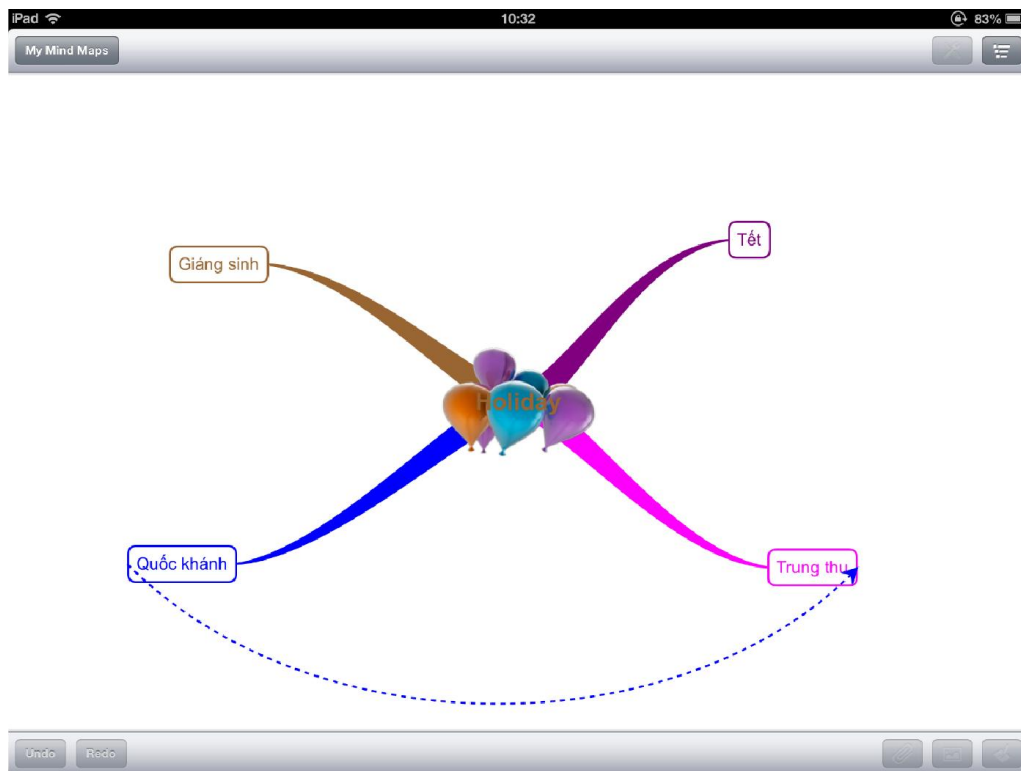 iPad 10:32 83%
My Mind Maps
Tết
Giáng sinh
Holiday
Quốc khánh
Trung thu
Undo Redo